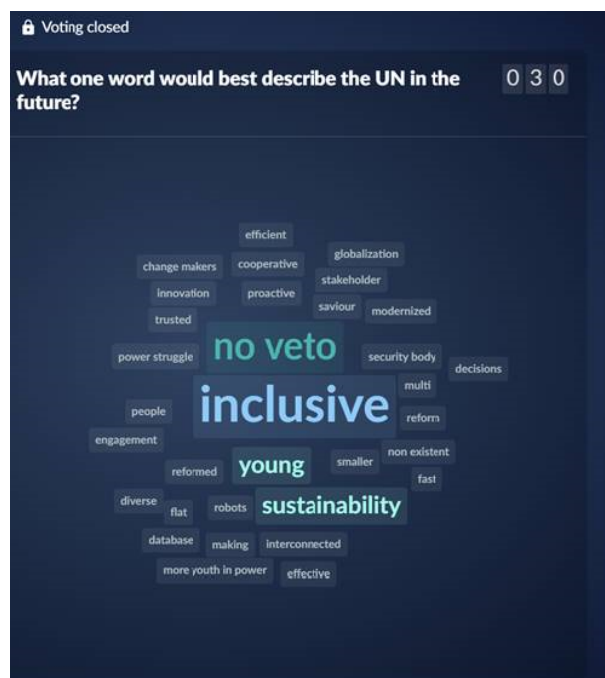 Voting closed
What one word would best describe the UN in the
future?
030
efficient
globalization
change makers
cooperative
stakeholder
innovation
proactive
saviour
modernized
trusted
no veto
power struggle
security body
decisions
multi
inclusive
people
reform
engagement
non existent
young
smaller
reformed
fast
diverse
flat
robots
sustainability
database
making
interconnected
more youth in power
effective